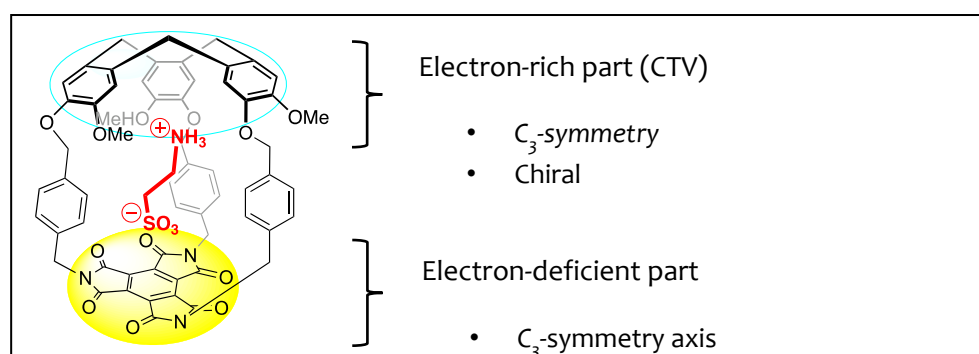 Electron-rich part (CTV)
• C3-symmetry
• Chiral
MeHO
O
OMe
O
OMe
O
NH3
SO3
O
O
N
O
O
N
O
O
O
N
O
Electron-deficient part
• C3-symmetry axis